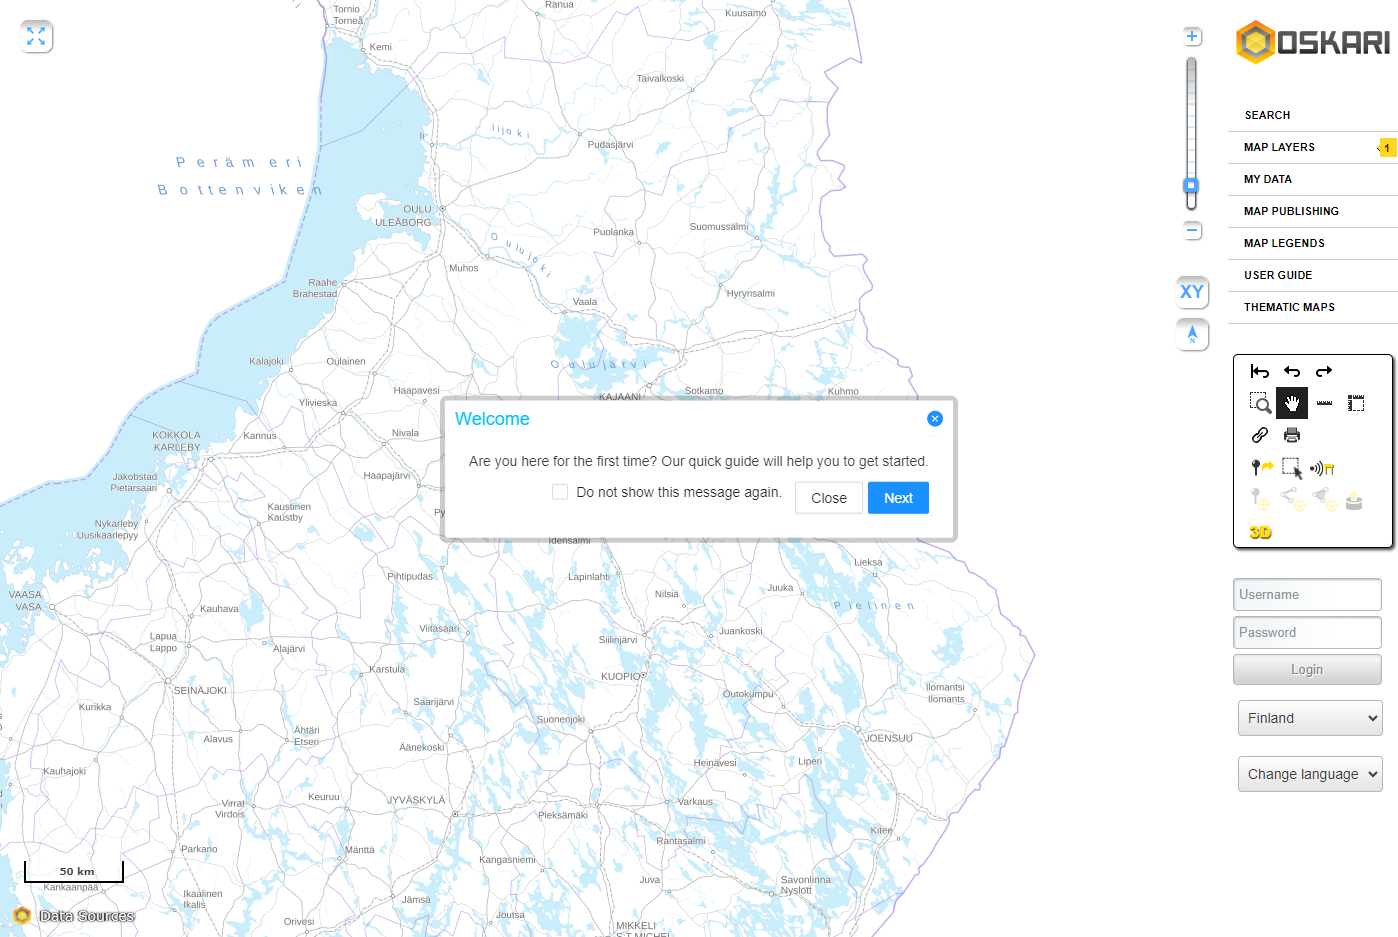 Tornio
Torneå
Ranua
Kuusamo
Kemi
Taivalkoski
Ii
Iijoki
Pudasjärvi
Perämeri
Bottenviken
OULU
ULEÅBORG
Puolanka
Suomussalmi
Oulujoki
Muhos
Raahe
Brahestad
Hyrynsalmi
Vaala
Kalajoki
Oulainen
Oulujärvi
Haapavesi
Sotkamo
Kuhmo
KAJAANI
Ylivieska
KOKKOLA
KARLEBY
Kannus
Nivala
Haapajärvi
Jakobstad
Pietarsaari
Kaustinen
Kaustby
Nykarleby
Uusikaarlepyy
Welcome
Are you here for the first time? Our quick guide will help you to get started.
Do not show this message again.
Close
Next
Idensalmi
Pihtipudas
Lapinlahti
Lieksa
Nilsiä
Juuka
Pielinen
VAASA
VASA
Kauhava
Viitasaari
Juankoski
Lapua
Lappo
Siilinjärvi
Alajärvi
Karstula
KUOPIO
SEINÄJOKI
Outokumpu
Ilomantsi
Ilomants
Kurikka
Saarijärvi
Suonenjoki
Alavus
Ähtäri
Etseri
Äänekoski
JOENSUU
Kauhajoki
Heinävesi
Liperi
Virrat
Virdois
Keuruu
JYVÄSKYLÄ
Varkaus
Pieksämäki
Kitee
Rantasalmi
Parkano
Mänttä
Kangasniemi
50 km
Kankaanpää
Ikaalinen
Ikalis
Juva
Savonlinna
Nyslott
Jämsä
Joutsa
Orivesi
MIKKELI
S:T MICHEL
Data Sources
XY
N
OSKARI
SEARCH
MAP LAYERS
1
MY DATA
MAP PUBLISHING
MAP LEGENDS
USER GUIDE
THEMATIC MAPS
3D
Username
Password
Login
Finland
Change language